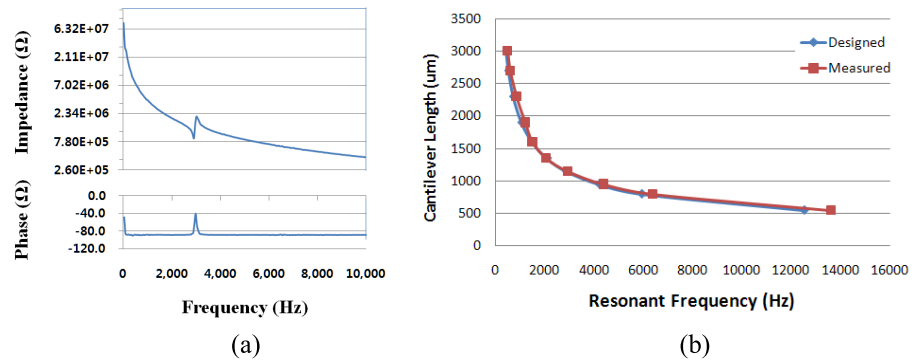 (a)
Impedance (Ω)
6.32E+07
2.11E+07
7.02E+06
2.34E+06
7.80E+05
2.60E+05
Phase (Ω)
0.0
-40.0
-80.0
-120.0
0 2,000 4,000 6,000 8,000 10,000
Frequency (Hz)
(a)
Cantilever Length (um)
3500
3000
2500
2000
1500
1000
500
0
Designed
Measured
0 2000 4000 6000 8000 10000 12000 14000 16000
Resonant Frequency (Hz)
(b)